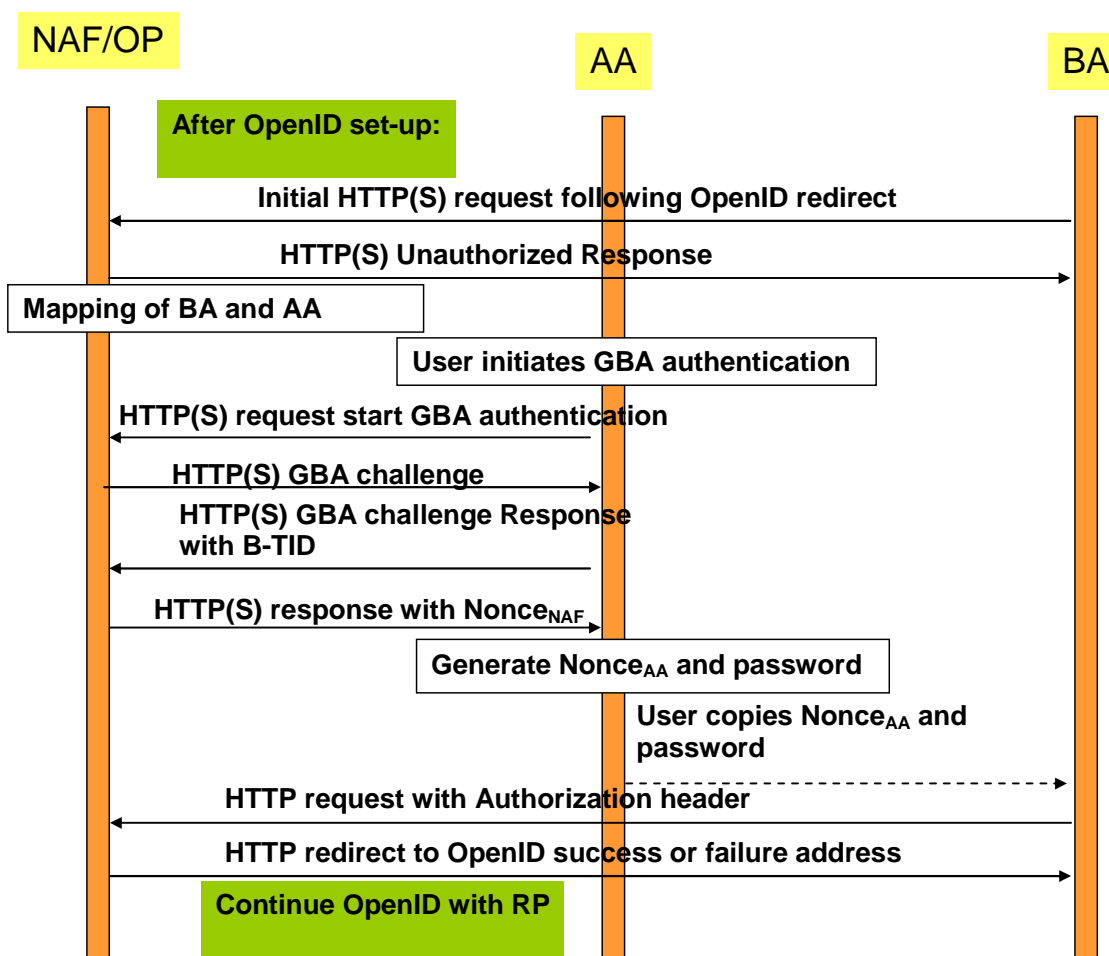 NAF/OP
AA
BA
After OpenID set-up:
Initial HTTP(S) request following OpenID redirect
HTTP(S) Unauthorized Response
Mapping of BA and AA
User initiates GBA authentication
HTTP(S) request start GBA authentication
HTTP(S) GBA challenge
HTTP(S) GBA challenge Response
with B-TID
HTTP(S) response with NonceNAF
Generate NonceAA and password
User copies NonceAA and
password
HTTP request with Authorization header
HTTP redirect to OpenID success or failure address
Continue OpenID with RP